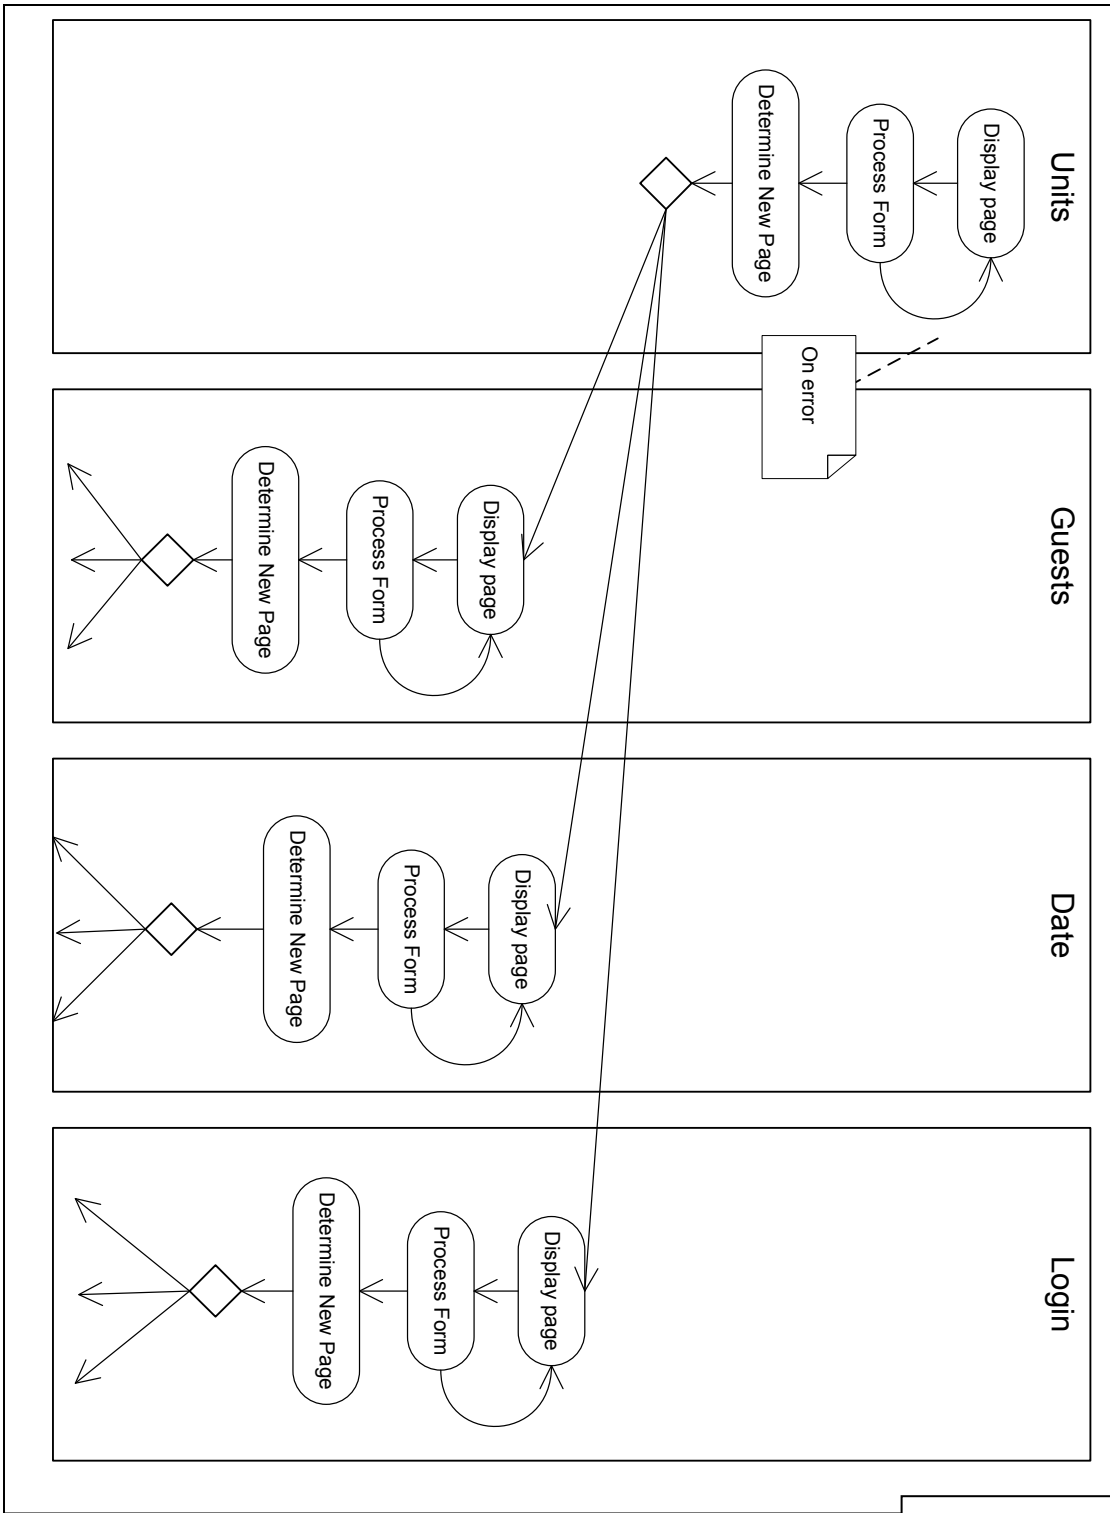 Units
Display page
Process Form
Determine New Page
On error
Guests
Display page
Process Form
Determine New Page
Date
Display page
Process Form
Determine New Page
Login
Display page
Process Form
Determine New Page